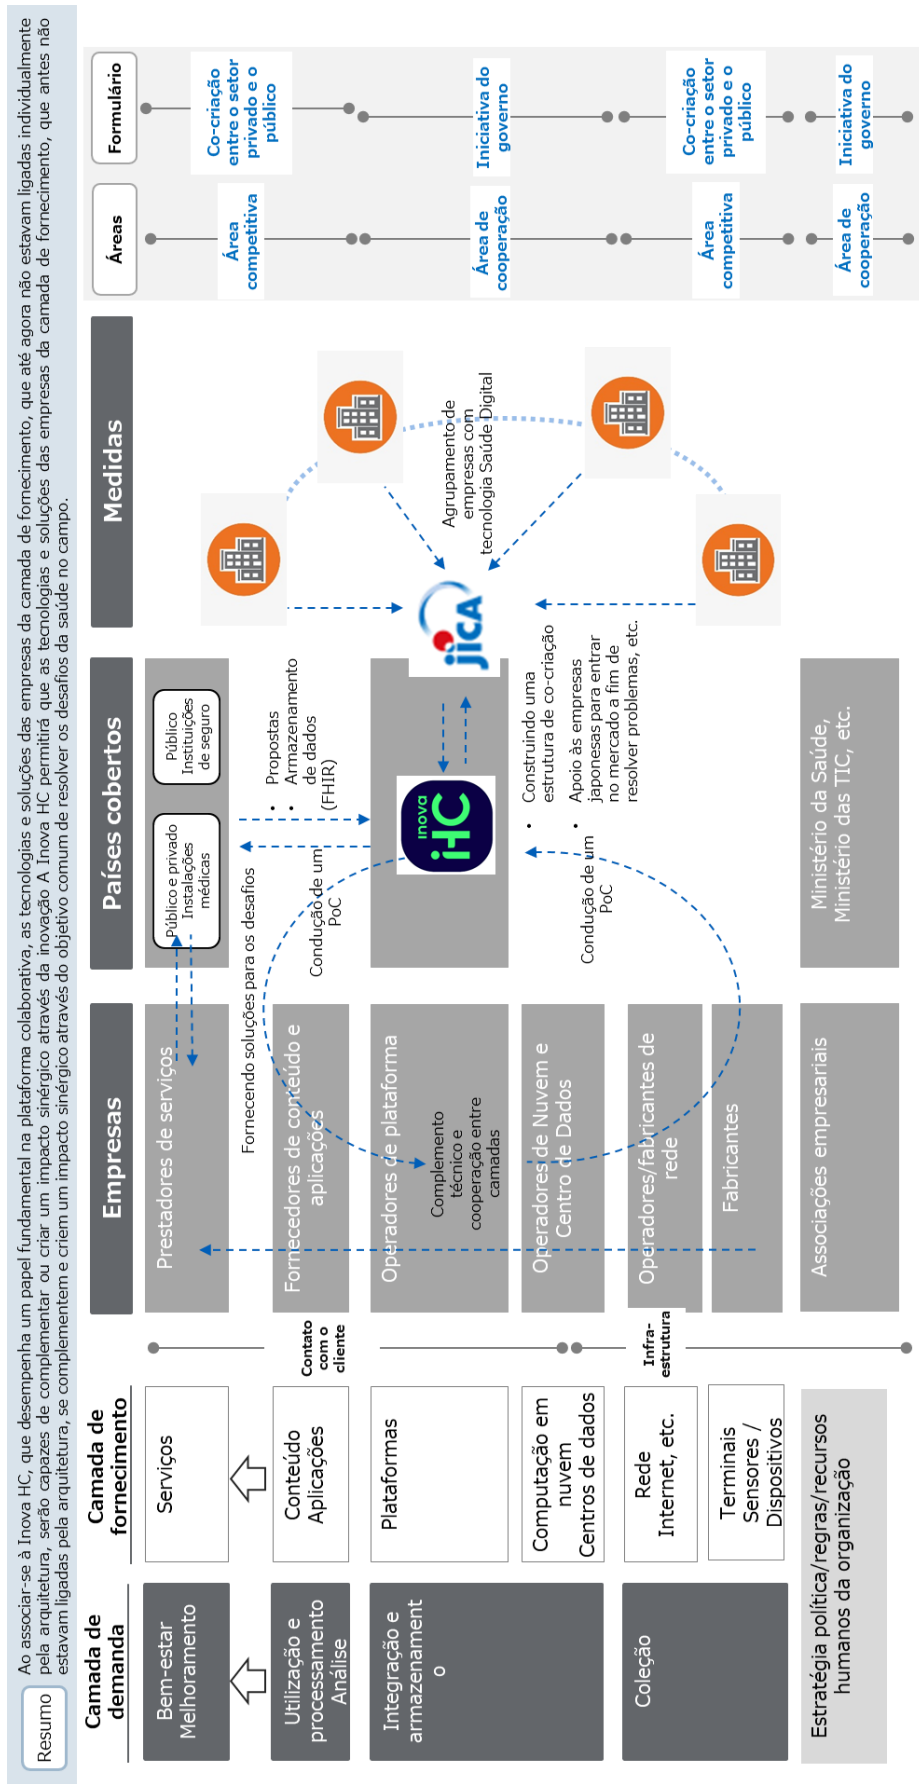 Resumo
Ao associar-se à Inova HC, que desempenha um papel fundamental na plataforma colaborativa, as tecnologias e soluções das empresas da camada de fornecimento, que até agora não estavam ligadas individualmente
pela arquitetura, serão capazes de complementar ou criar um impacto sinérgico através da inovação A Inova HC permitirá que as tecnologias e soluções das empresas da camada de fornecimento, que antes não
estavam ligadas pela arquitetura, se complementem e criem um impacto sinérgico através do objetivo comum de resolver os desafios da saúde no campo.
Camada de
demanda
Camada de
fornecimento
Empresas
Países cobertos
Medidas
Áreas
Formulário
Bem-estar
Melhoramento
Serviços
Prestadores de serviços
Público e privado
Instalações
médicas
Público
Instituições
de seguro
Área
competitiva
Co-criação
entre o setor
privado e o
público
Fornecendo soluções para os desafios
• Propostas
• Armazenamento
de dados
(FHIR)
Utilização e
processamento
Análise
Conteúdo
Aplicações
Contato
com o
cliente
Fornecedores de conteúdo e
aplicações
Condução de um
PoC
Integração e
armazenament
o
Plataformas
Operadores de plataforma
Complemento
técnico e
cooperação entre
camadas
inova
HC
jICA
Agrupamento de
empresas com
tecnologia Saúde Digital
Área de
cooperação
Iniciativa do
governo
Computação em
nuvem
Centros de dados
Operadores de Nuvem e
Centro de Dados
Condução de um
PoC
• Construindo uma
estrutura de co-criação
• Apoio às empresas
japonesas para entrar
no mercado a fim de
resolver problemas, etc.
Coleção
Rede
Internet, etc.
Infra-
estrutura
Operadores/fabricantes de
rede
Área
competitiva
Co-criação
entre o setor
privado e o
público
Terminais
Sensores /
Dispositivos
Fabricantes
Estratégia política/regras/recursos
humanos da organização
Associações empresariais
Ministério da Saúde,
Ministério das TIC, etc.
Área de
cooperação
Iniciativa do
governo